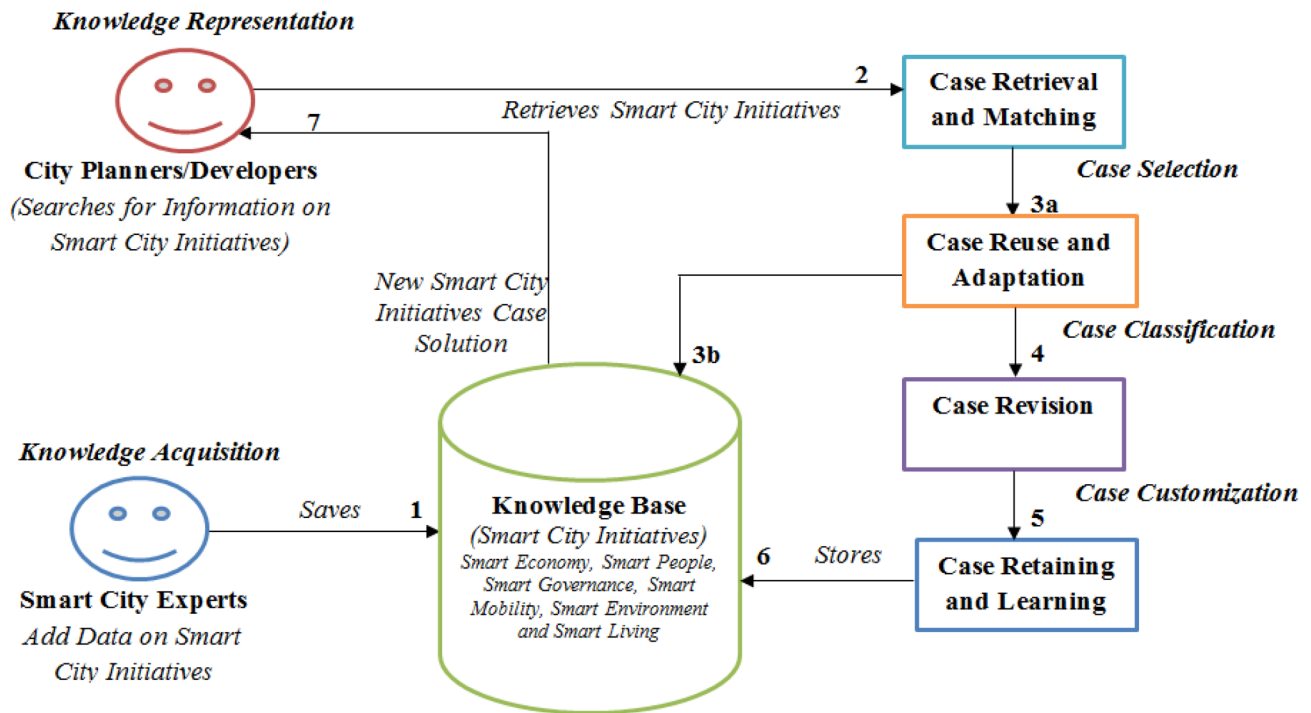 Knowledge Representation
City Planners/Developers
(Searches for Information on
Smart City Initiatives)
2
Retrieves Smart City Initiatives
7
Case Retrieval
and Matching
Case Selection
3a
Case Reuse and
Adaptation
Case Classification
4
Case Revision
Case Customization
5
Case Retaining
and Learning
New Smart City
Initiatives Case
Solution
3b
Knowledge Acquisition
Saves
1
Smart City Experts
Add Data on Smart
City Initiatives
Knowledge Base
(Smart City Initiatives)
Smart Economy, Smart People,
Smart Governance, Smart
Mobility, Smart Environment
and Smart Living
6
Stores